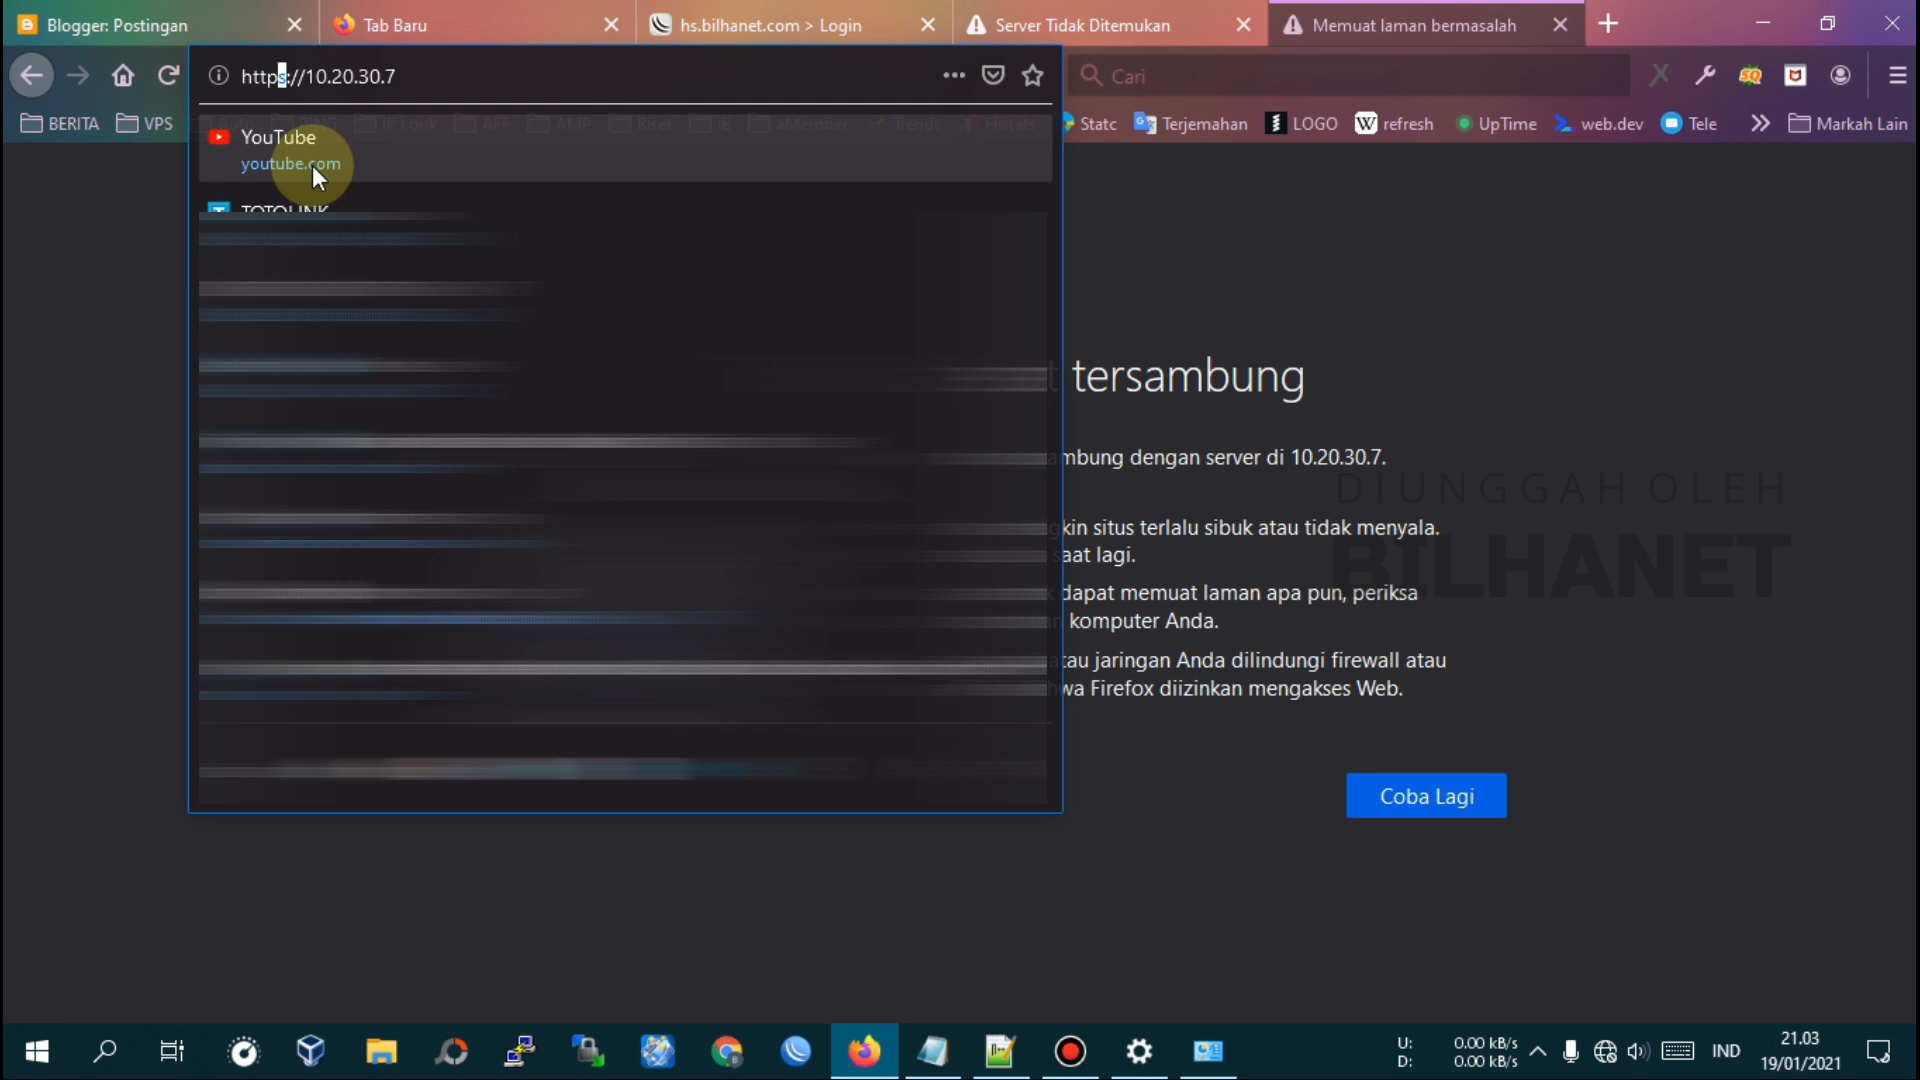 Blogger: Postingan
Tab Baru
hs.bilhanet.com > Login
Server Tidak Ditemukan
Memuat laman bermasalah
https://10.20.30.7
Cari
BERITA
VPS
Statc
Terjemahan
LOGO
refresh
UpTime
web.dev
Tele
Markah Lain
YouTube
youtube.com
TOTOLINK
t tersambung
mbung dengan server di 10.20.30.7.
DIUNGGAH OLEH
BILHANET
gkin situs terlalu sibuk atau tidak menyala.
saat lagi.
dapat memuat laman apa pun, periksa
komputer Anda.
tau jaringan Anda dilindungi firewall atau
wa Firefox diizinkan mengakses Web.
Coba Lagi
U: 0.00 kB/s
D: 0.00 kB/s
IND
21.03
19/01/2021